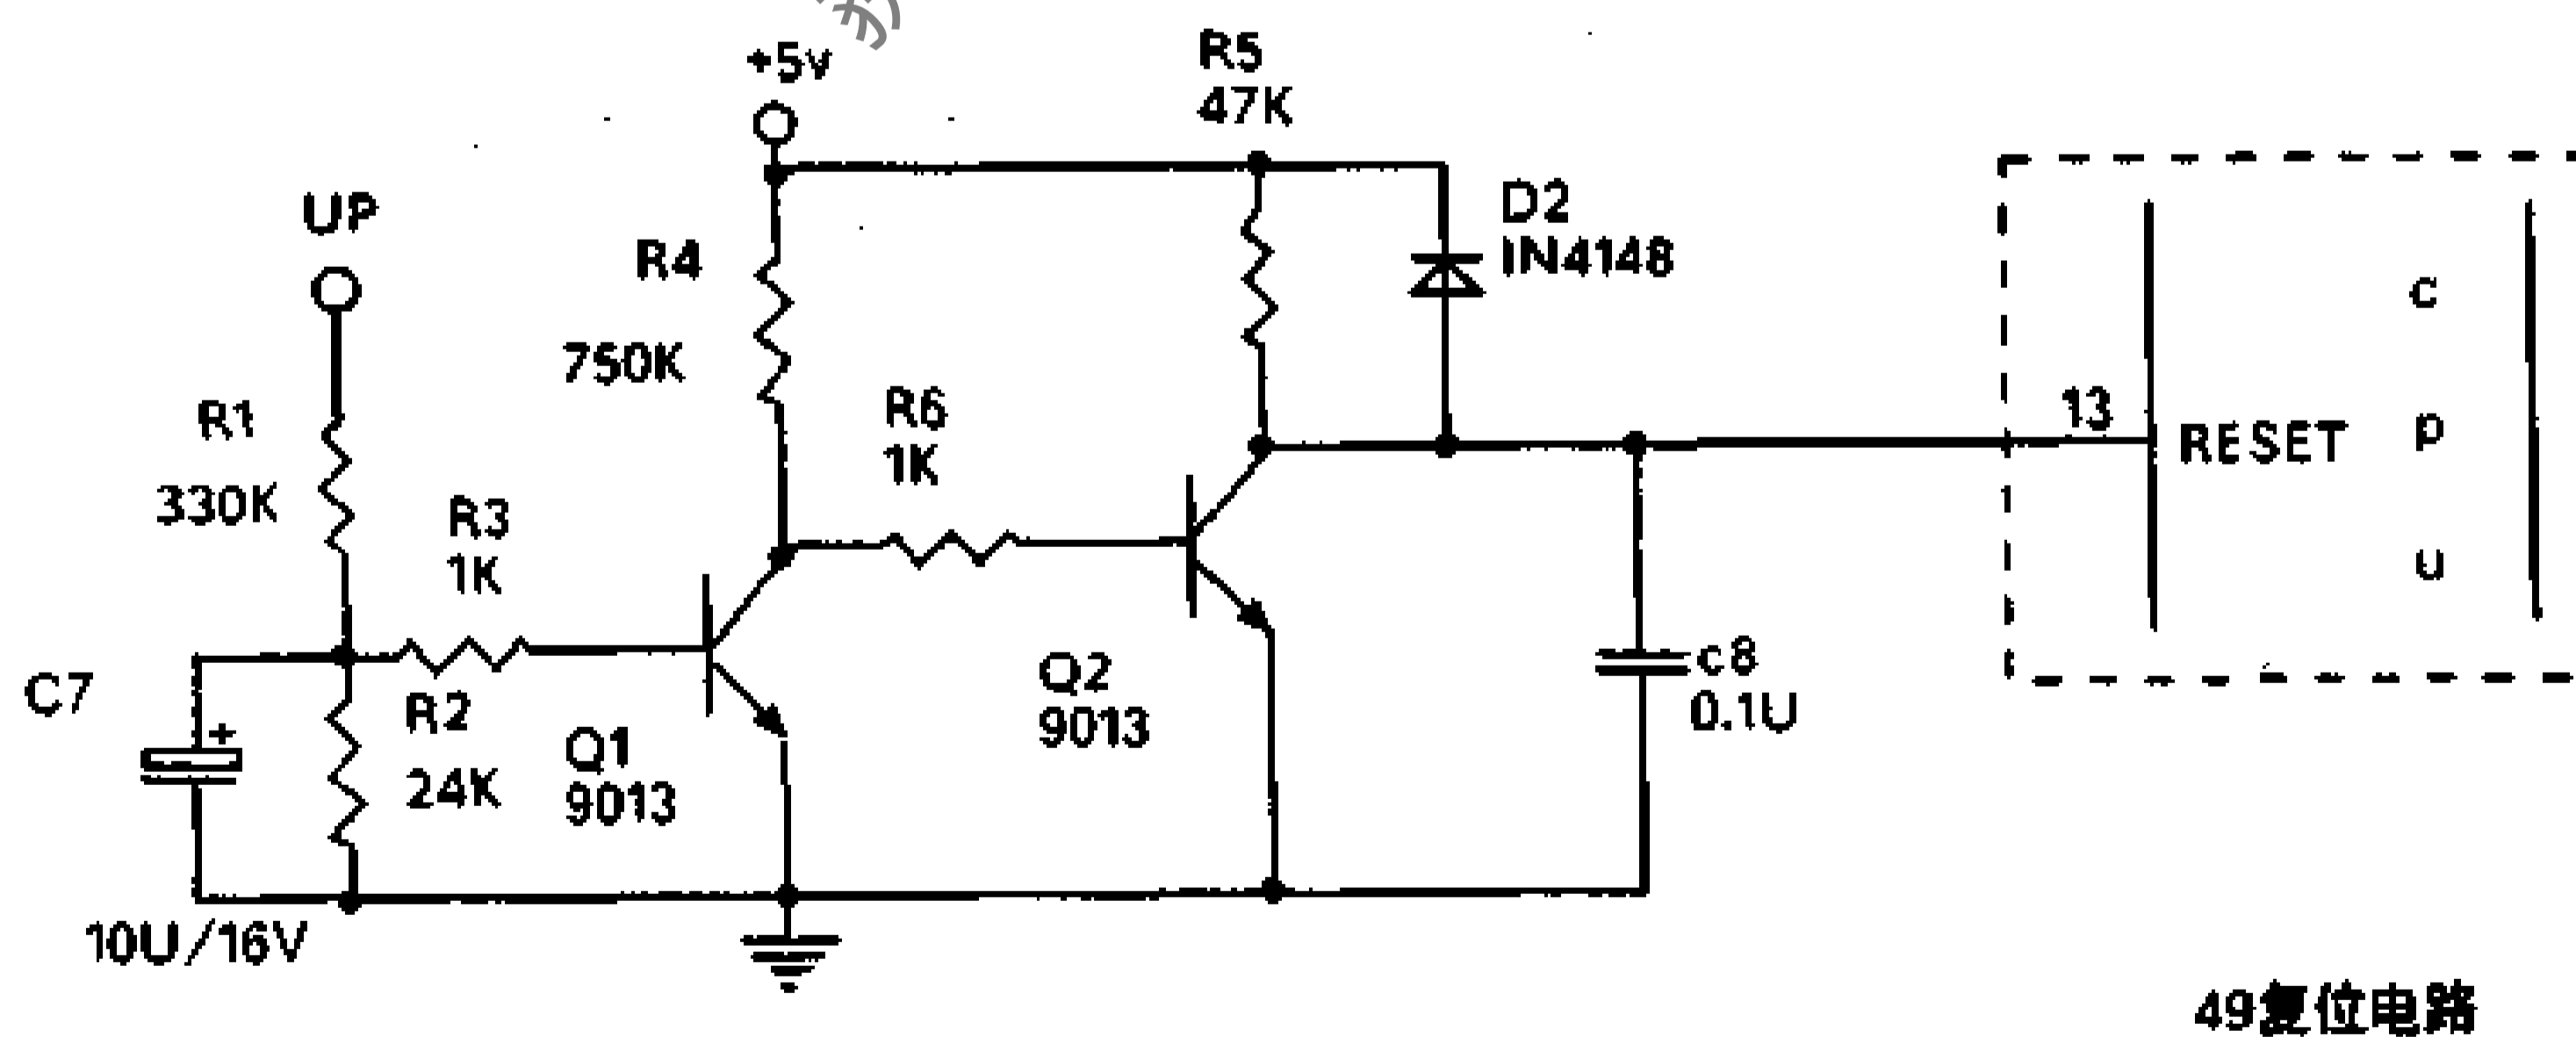 +5v
R5
47K
UP
R4
750K
D2
IN4148
c
p
u
R1
330K
R6
1K
13
RESET
R3
1K
C7
+
R2
24K
Q1
9013
Q2
9013
c8
0.1U
10U/16V
49复位电路